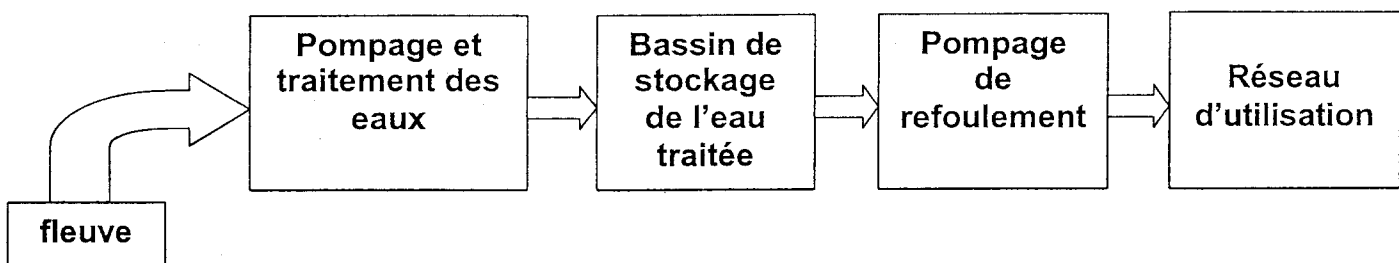 fleuve
Pompage et
traitement des
eaux
Bassin de
stockage
de l'eau
traitée
Pompage
de
refoulement
Réseau
d'utilisation